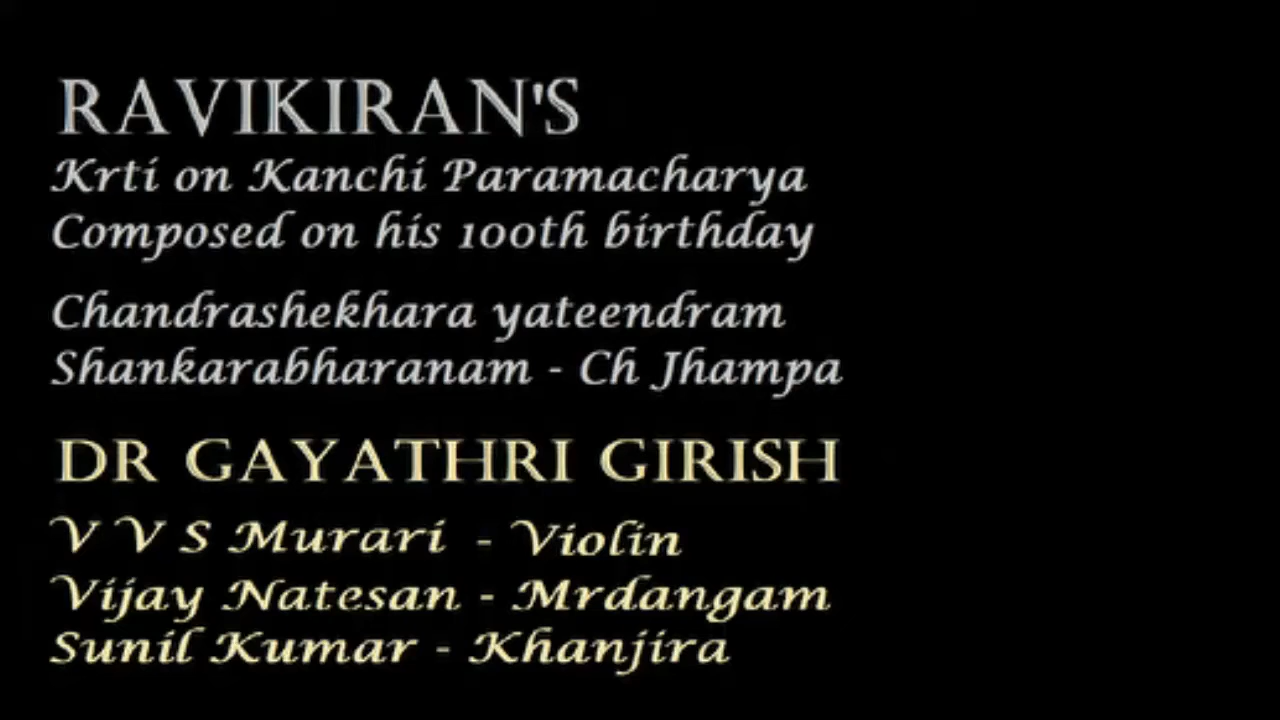 RAVIKIRAN'S
Krti on Kanchi Paramacharya
Composed on his 100th birthday
Chandrashekhara yateendram
Shankarabharanam - Ch Jhampa
DR GAYATHRI GIRISH
V V S Murari - Violin
Vijay Natesan - Mrdangam
Sunil Kumar - Khanjira